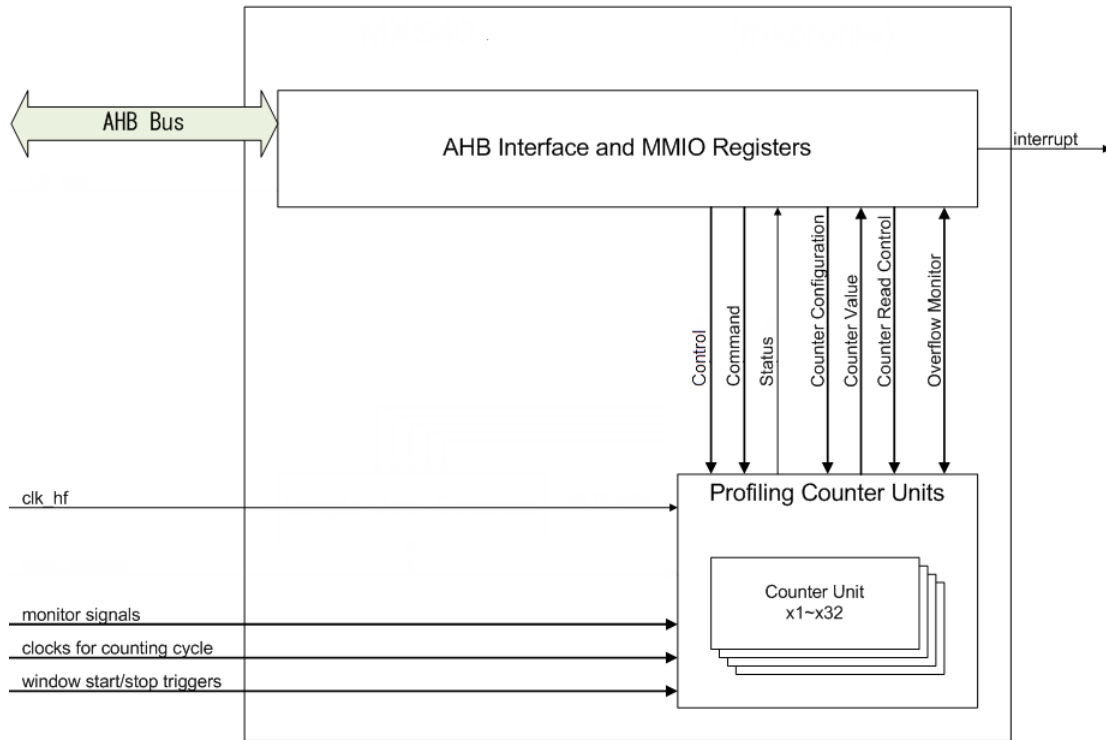 AHB Bus
AHB Interface and MMIO Registers
interrupt
Control
Command
Status
Counter Configuration
Counter Value
Counter Read Control
Overflow Monitor
clk_hf
Profiling Counter Units
Counter Unit
x1~x32
monitor signals
clocks for counting cycle
window start/stop triggers